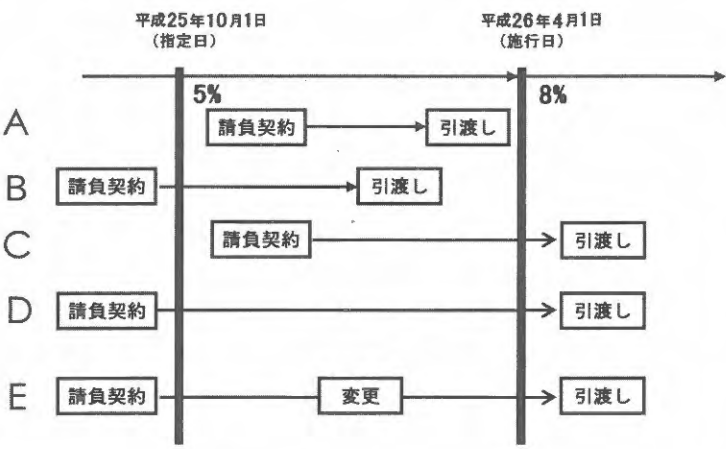 平成25年10月1日
(指定日)
平成26年4月1日
(施行日)
5%
8%
A 請負契約 引渡し
B 請負契約 引渡し
C 請負契約 引渡し
D 請負契約 引渡し
E 請負契約 変更 引渡し